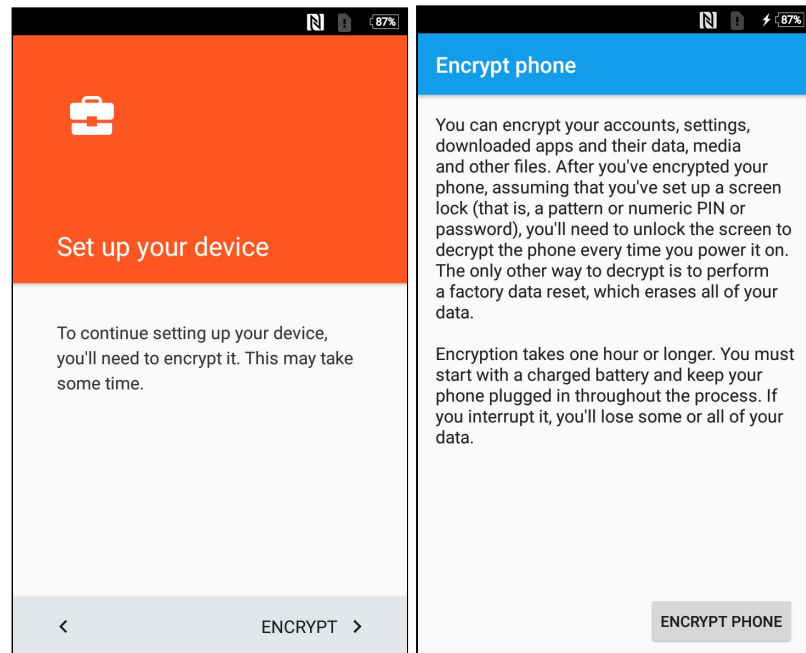 87%
Set up your device
To continue setting up your device,
you'll need to encrypt it. This may take
some time.
ENCRYPT
87%
Encrypt phone
You can encrypt your accounts, settings,
downloaded apps and their data, media
and other files. After you've encrypted your
phone, assuming that you've set up a screen
lock (that is, a pattern or numeric PIN or
password), you'll need to unlock the screen to
decrypt the phone every time you power it on.
The only other way to decrypt is to perform
a factory data reset, which erases all of your
data.
Encryption takes one hour or longer. You must
start with a charged battery and keep your
phone plugged in throughout the process. If
you interrupt it, you'll lose some or all of your
data.
ENCRYPT PHONE